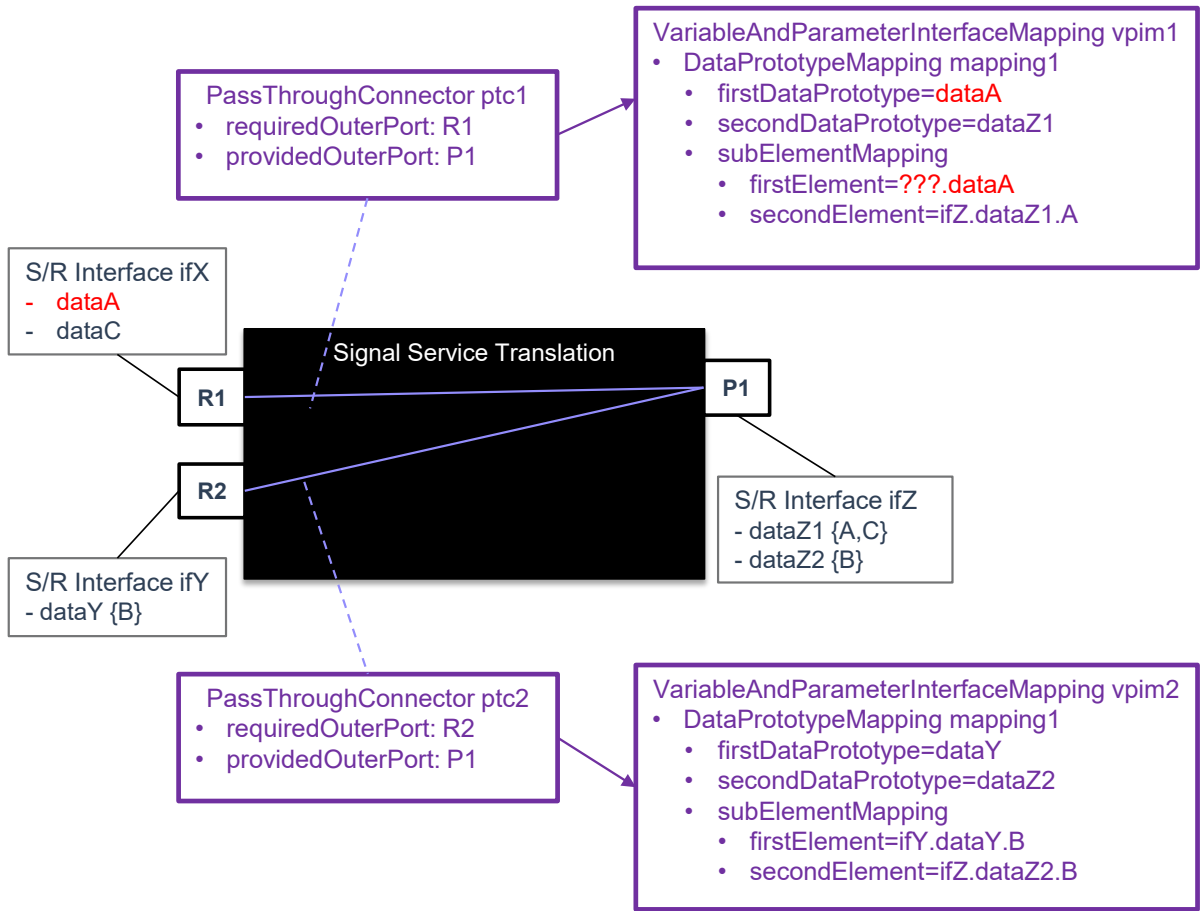 VariableAndParameterInterfaceMapping vpim1
• DataPrototypeMapping mapping1
• firstDataPrototype=dataA
• secondDataPrototype=dataZ1
• subElementMapping
• firstElement=???.dataA
• secondElement=ifZ.dataZ1.A
PassThroughConnector ptc1
• requiredOuterPort: R1
• providedOuterPort: P1
S/R Interface ifX
- dataA
- dataC
Signal Service Translation
R1
P1
R2
S/R Interface ifZ
- dataZ1 {A,C}
- dataZ2 {B}
S/R Interface ifY
- dataY {B}
PassThroughConnector ptc2
• requiredOuterPort: R2
• providedOuterPort: P1
VariableAndParameterInterfaceMapping vpim2
• DataPrototypeMapping mapping1
• firstDataPrototype=dataY
• secondDataPrototype=dataZ2
• subElementMapping
• firstElement=ifY.dataY.B
• secondElement=ifZ.dataZ2.B